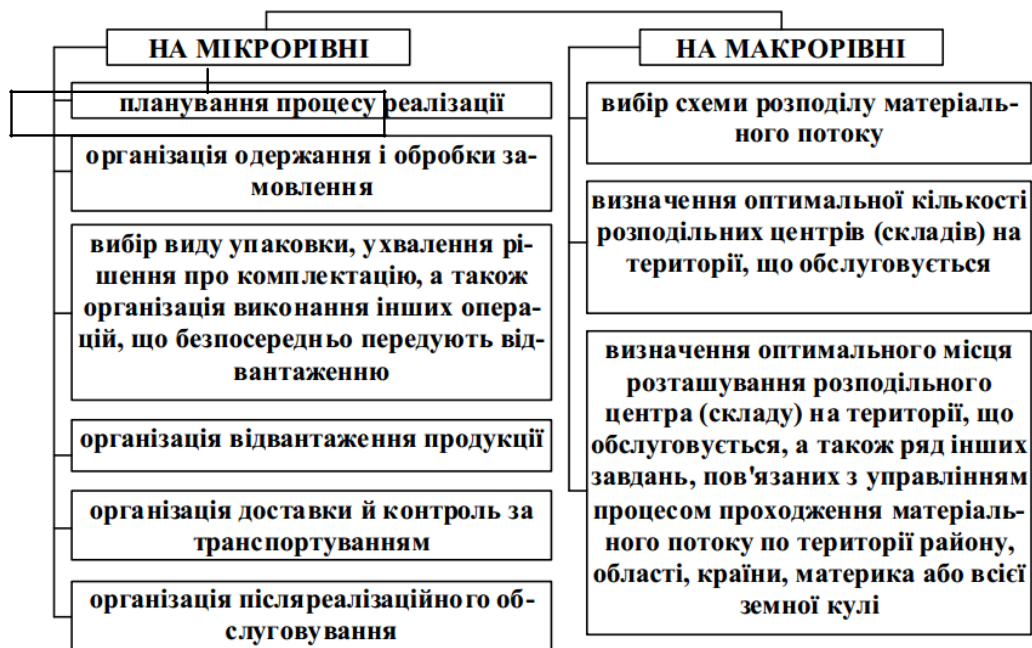 НА МІКРОРІВНІ
планування процесу реалізації
організація одержання і обробки за-
мовлення
вибір виду упаковки, ухвалення рі-
шення про комплектацію, а також
організація виконання інших опера-
цій, що безпосередньо передують від-
вантаженню
організація відвантаження продукції
організація доставки й контроль за
транспортуванням
організація післяреалізаційного об-
слуговування
НА МАКРОРІВНІ
вибір схеми розподілу матеріаль-
ного потоку
визначення оптимальної кількості
розподільних центрів (складів) на
території, що обслуговується
визначення оптимального місця
розташування розподільного
центра (складу) на території, що
обслуговується, а також ряд інших
завдань, пов'язаних з управлінням
процесом проходження матеріаль-
ного потоку по території району,
області, країни, материка або всієї
земної кулі